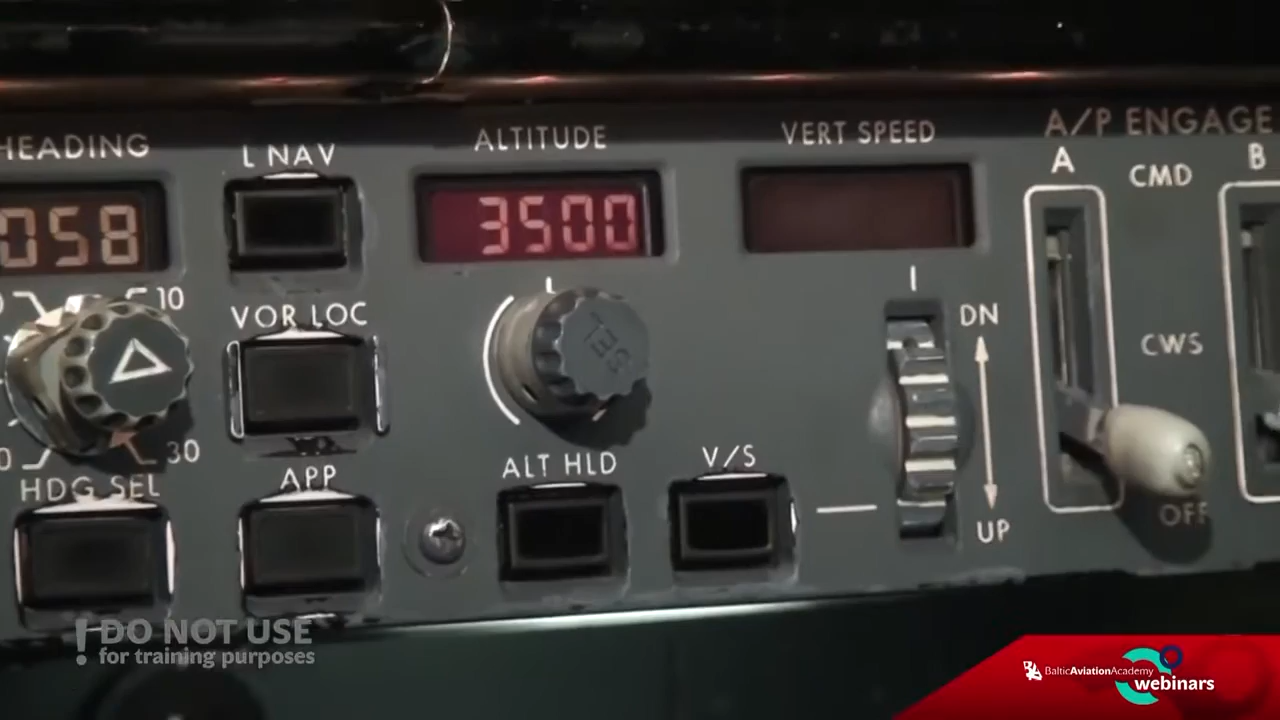 HEADING
L NAV
ALTITUDE
VERT SPEED
A/P ENGAGE
A
CMD
B
058
3500
10
VOR LOC
SEL
DN
CWS
30
HDG SEL
APP
ALT HLD
V/S
UP
OFF
! DO NOT USE
for training purposes
BalticAviationAcademy
webinars